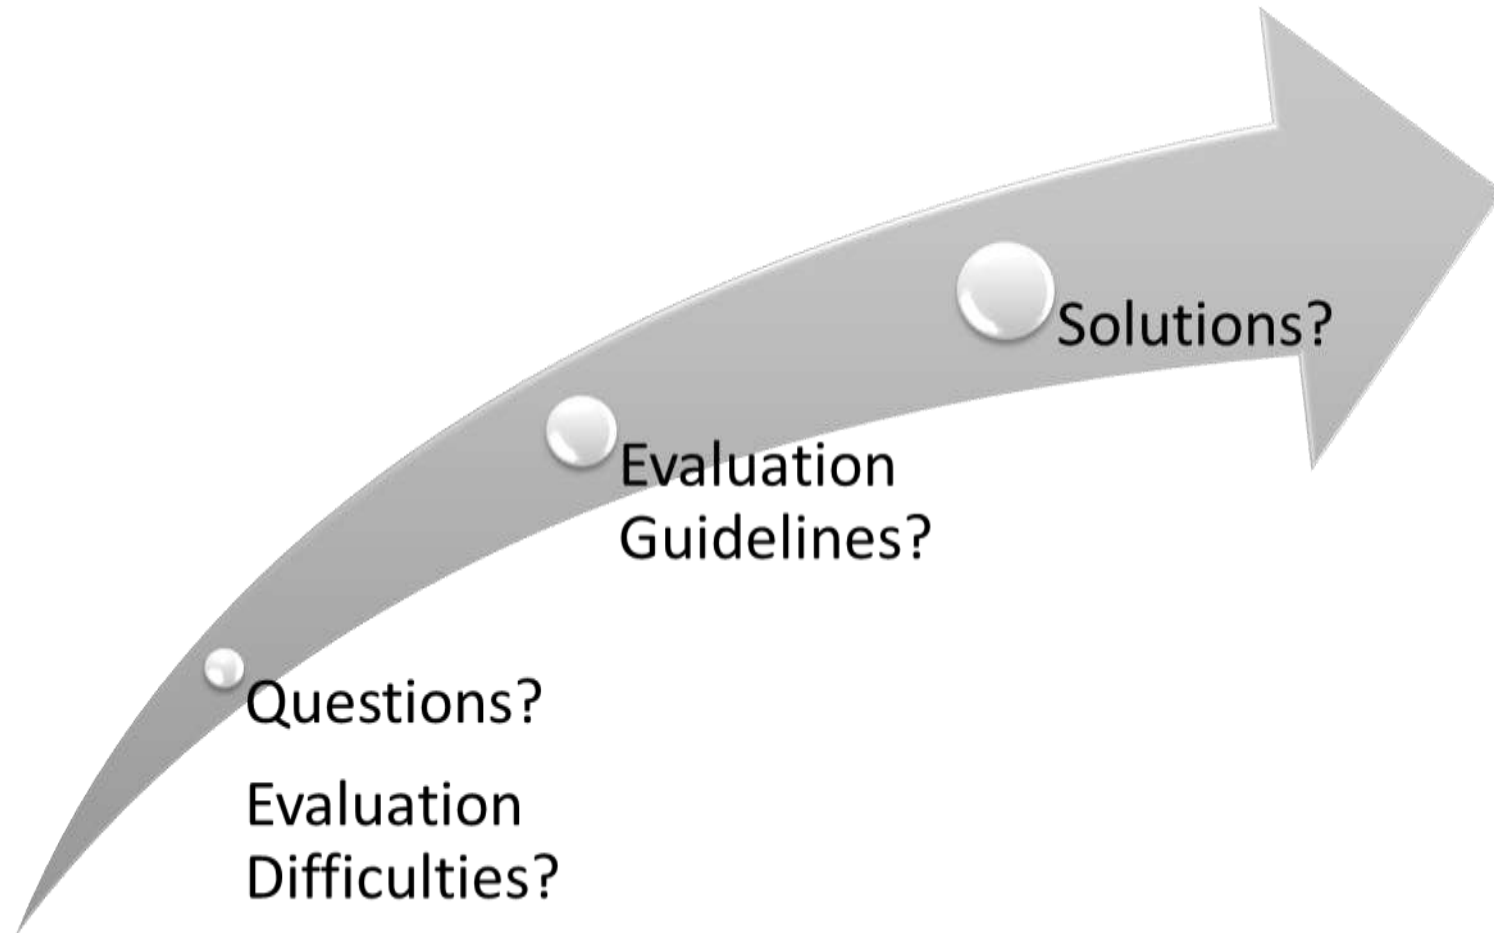 Solutions?
Evaluation
Guidelines?
Questions?
Evaluation
Difficulties?